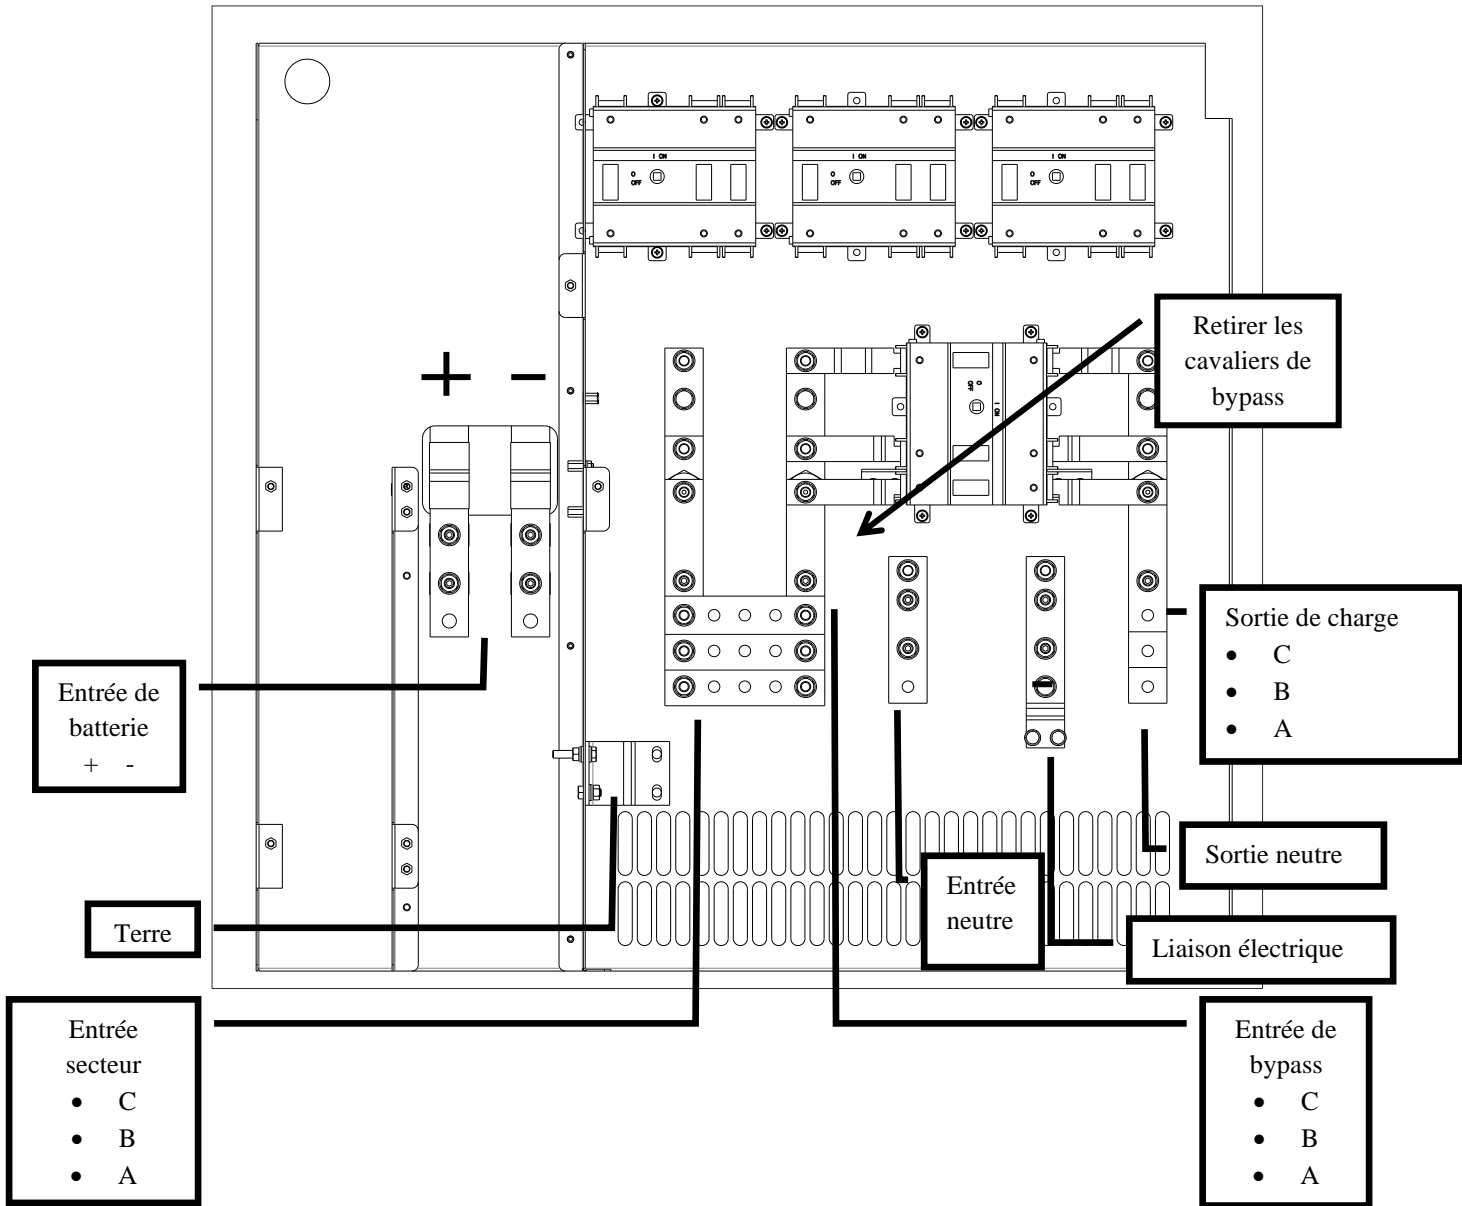 I ON
O
OFF
I ON
O
OFF
I ON
O
OFF
Retirer les
cavaliers de
bypass
+ -
O
OFF
I ON
Sortie de charge
• C
• B
• A
Entrée de
batterie
+ -
Sortie neutre
Entrée
neutre
Terre
Liaison électrique
Entrée
secteur
• C
• B
• A
Entrée de
bypass
• C
• B
• A